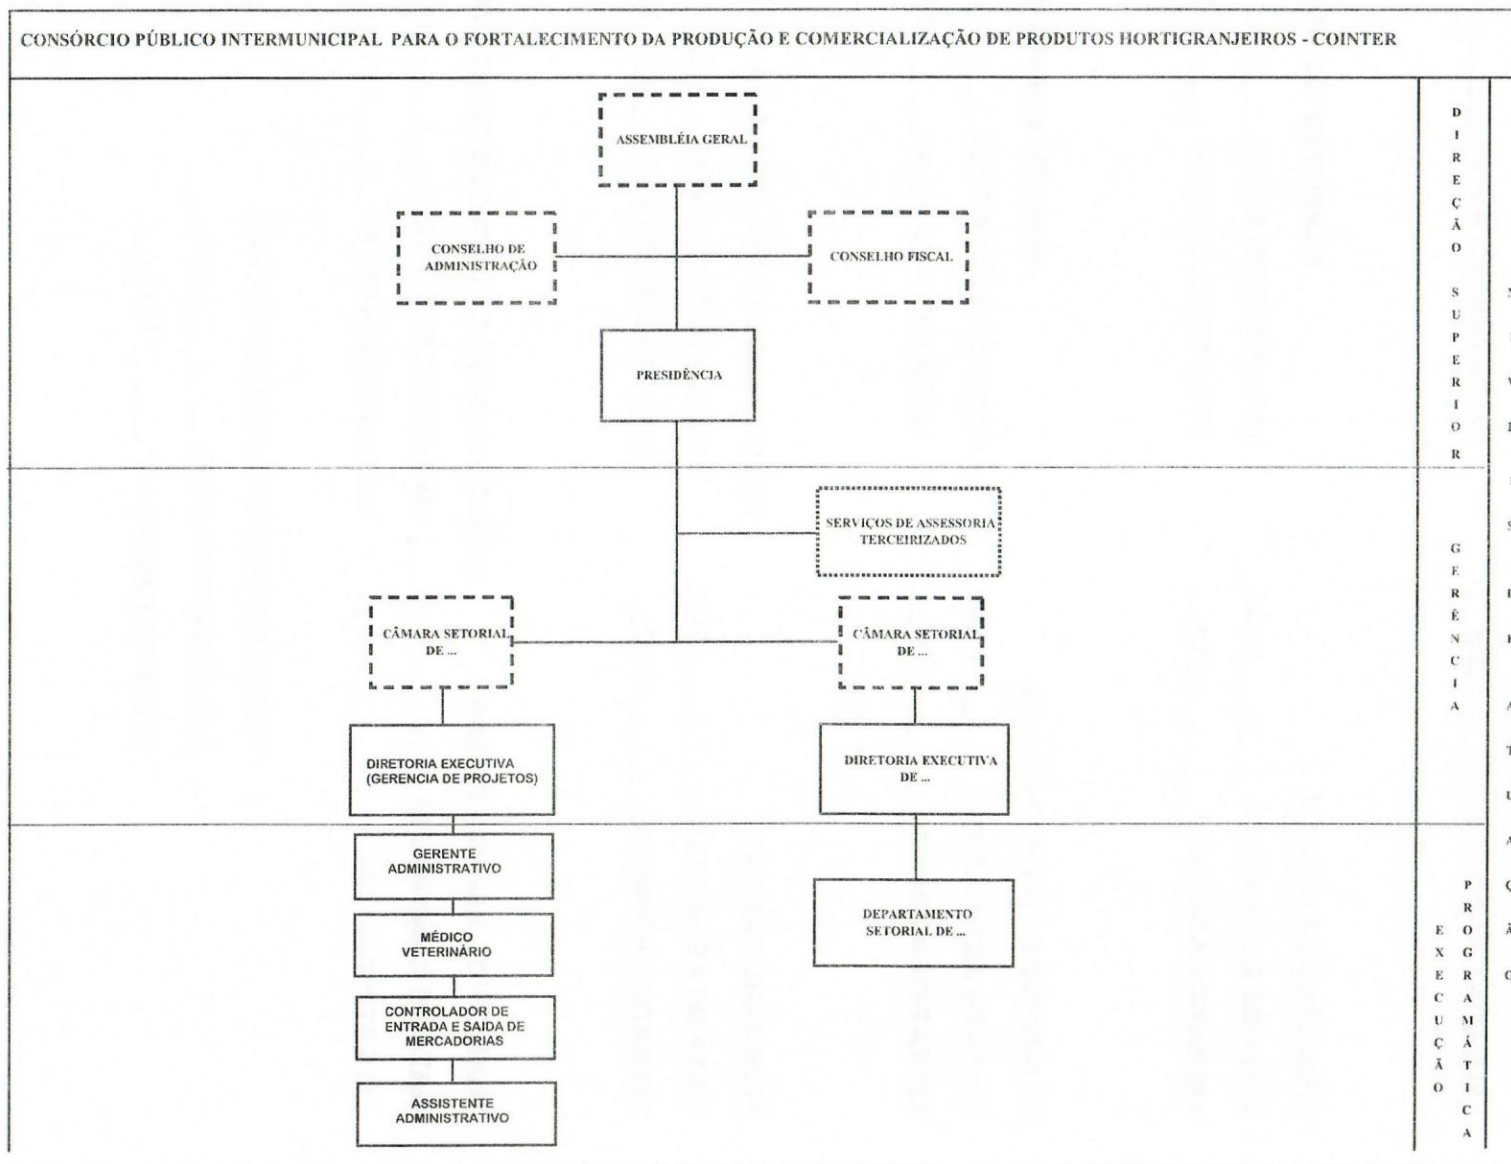 CONSÓRCIO PÚBLICO INTERMUNICIPAL PARA O FORTALECIMENTO DA PRODUÇÃO E COMERCIALIZAÇÃO DE PRODUTOS HORTIGRANJEIROS - COINTER
ASSEMBLÉIA GERAL
CONSELHO DE
ADMINISTRAÇÃO
CONSELHO FISCAL
PRESIDÊNCIA
SERVIÇOS DE ASSESSORIA
TERCEIRIZADOS
CÂMARA SETORIAL
DE ...
CÂMARA SETORIAL
DE ...
DIRETORIA EXECUTIVA
(GERENCIA DE PROJETOS)
DIRETORIA EXECUTIVA
DE ...
GERENTE
ADMINISTRATIVO
MÉDICO
VETERINÁRIO
CONTROLADOR DE
ENTRADA E SAIDA DE
MERCADORIAS
ASSISTENTE
ADMINISTRATIVO
DEPARTAMENTO
SETORIAL DE ...
DIREÇÃO SUPERIOR
GERÊNCIA
EXECUÇÃO
PROGRAMÁTICA